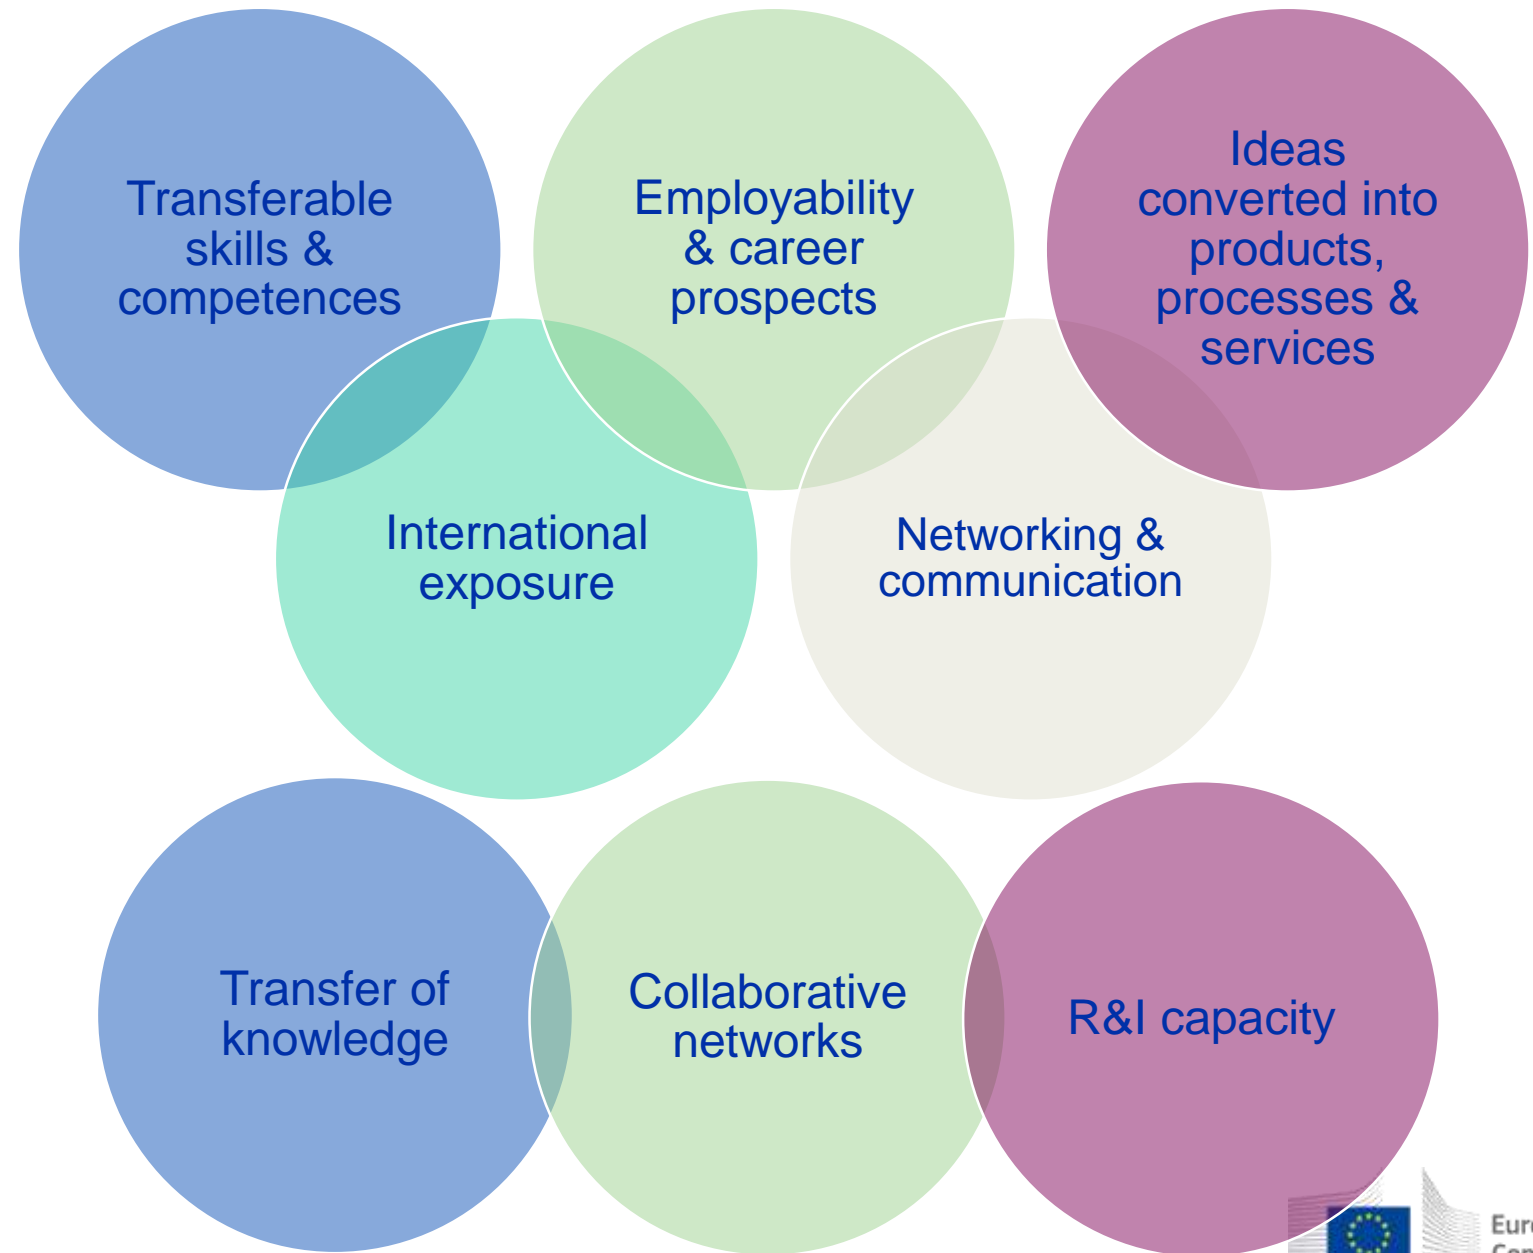 Transferable
skills &
competences
Employability
& career
prospects
Ideas
converted into
products,
processes &
services
International
exposure
Networking &
communication
Transfer of
knowledge
Collaborative
networks
R&I capacity